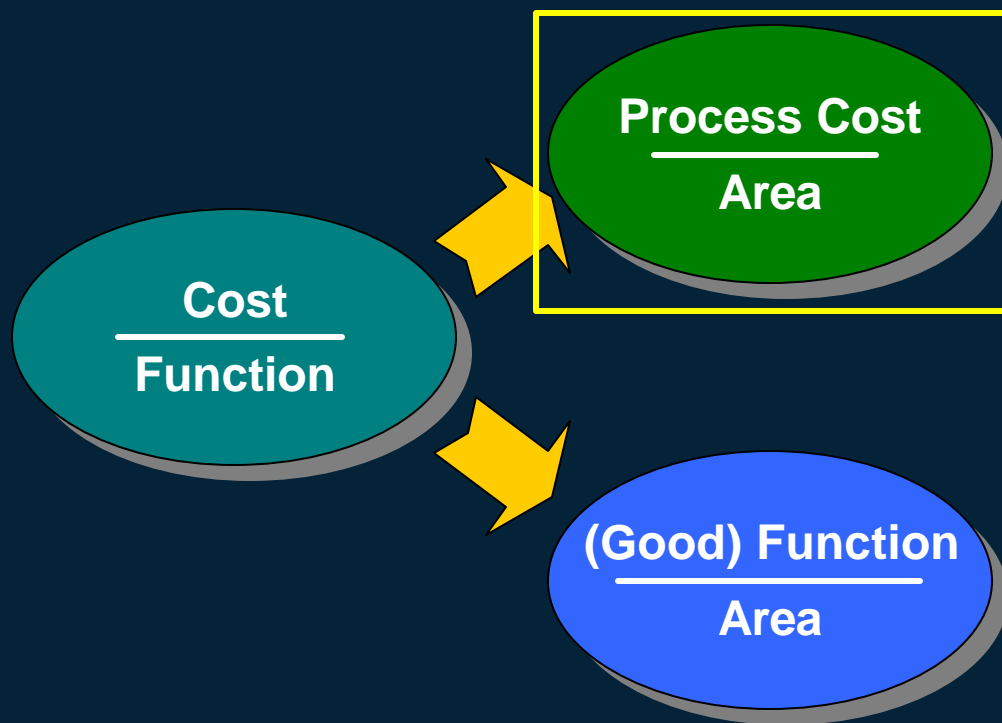 Process Cost
Area
Cost
Function
(Good) Function
Area